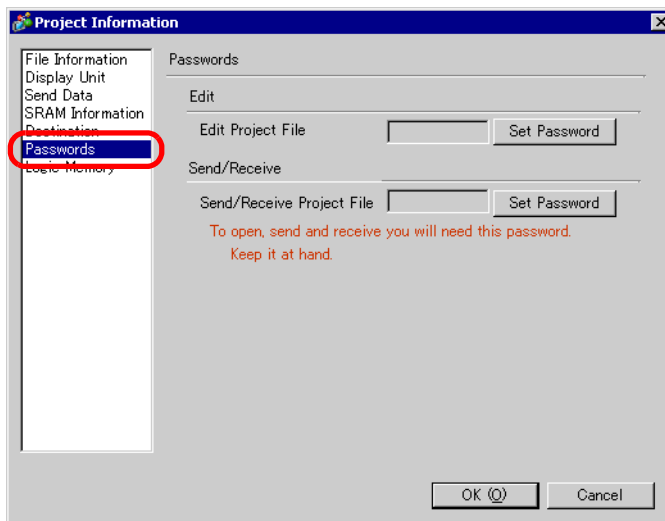 Project Information
File Information
Display Unit
Send Data
SRAM Information
Destination
Passwords
Logic Memory
Passwords
Edit
Edit Project File
Set Password
Send/Receive
Send/Receive Project File
Set Password
To open, send and receive you will need this password.
Keep it at hand.
OK (O)
Cancel